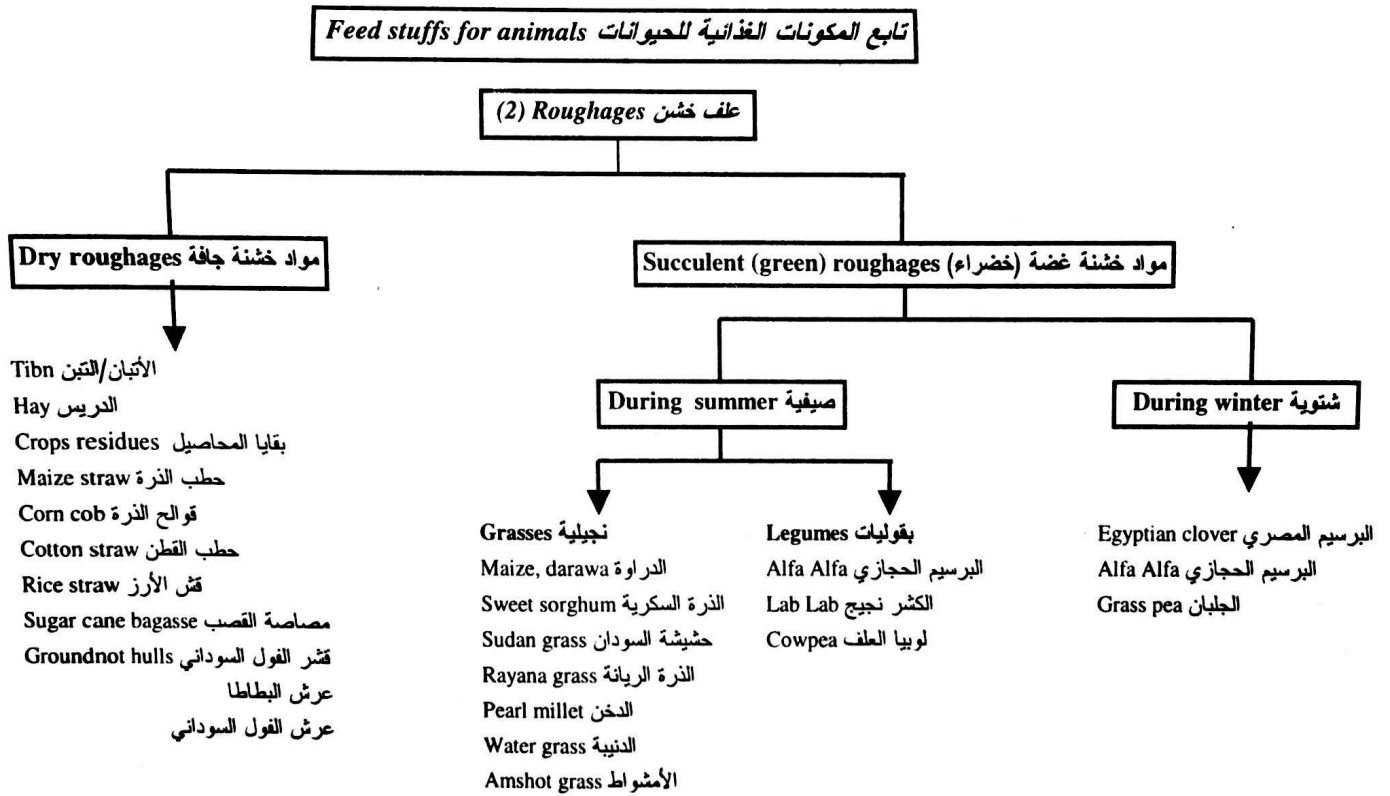 تابع المكونات الغذائية للحيوانات Feed stuffs for animals
علف خشن Roughages (2)
مواد خشنة جافة Dry roughages
مواد خشنة غضة (خضراء) Succulent (green) roughages
الأتبان/التبن Tibn
الدريس Hay
بقايا المحاصيل Crops residues
حطب الذرة Maize straw
قوالح الذرة Corn cob
حطب القطن Cotton straw
قش الأرز Rice straw
مصاصة القصب Sugar cane bagasse
قشر الفول السوداني Groundnot hulls
عرش البطاطا
عرش الفول السوداني
صيفية During summer
نجيلية Grasses
الدراوة Maize, darawa
الذرة السكرية Sweet sorghum
حشيشة السودان Sudan grass
الذرة الريانة Rayana grass
الدخن Pearl millet
الدنيبة Water grass
الأمشواط Amshot grass
بقوليات Legumes
البرسيم الحجازي Alfa Alfa
الكشر نجيج Lab Lab
لوبيا العلف Cowpea
شتوية During winter
البرسيم المصري Egyptian clover
البرسيم الحجازي Alfa Alfa
الجلبان Grass pea